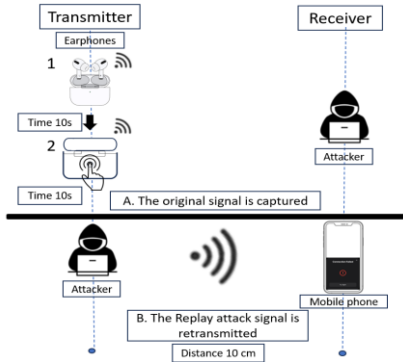 Transmitter
Receiver
Earphones
1
Time 10s
2
Attacker
Time 10s
A. The original signal is captured
Attacker
Mobile phone
B. The Replay attack signal is
retransmitted
Distance 10 cm